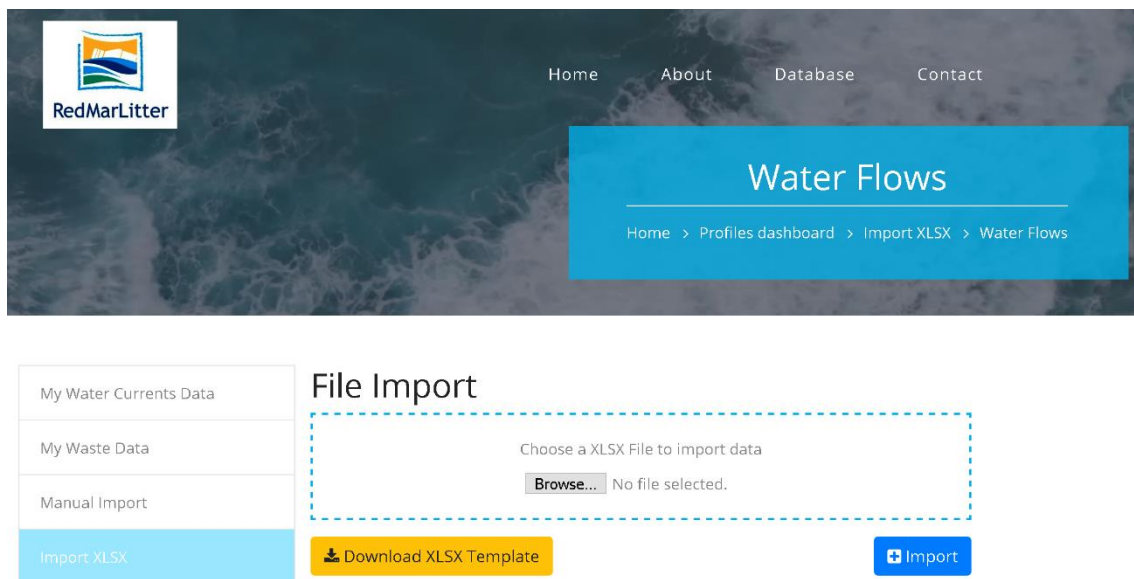 RedMarLitter
Home About Database Contact
Water Flows
Home > Profiles dashboard > Import XLSX > Water Flows
My Water Currents Data
My Waste Data
Manual Import
Import XLSX
File Import
Choose a XLSX File to import data
Browse... No file selected.
Download XLSX Template
Import